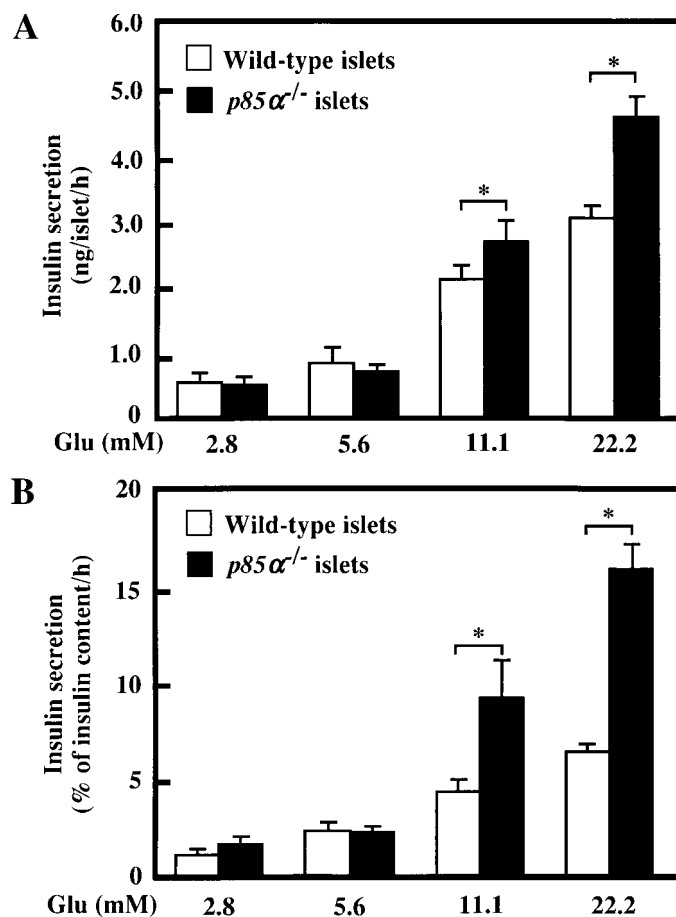 A
6.0
5.0
4.0
3.0
2.0
1.0
0
Insulin secretion
(ng/islet/h)
Wild-type islets
p85α-/- islets
*
*
Glu (mM)
2.8 5.6 11.1 22.2
B
20
15
10
5
0
Insulin secretion
(% of insulin content/h)
Wild-type islets
p85α-/- islets
*
*
Glu (mM)
2.8 5.6 11.1 22.2